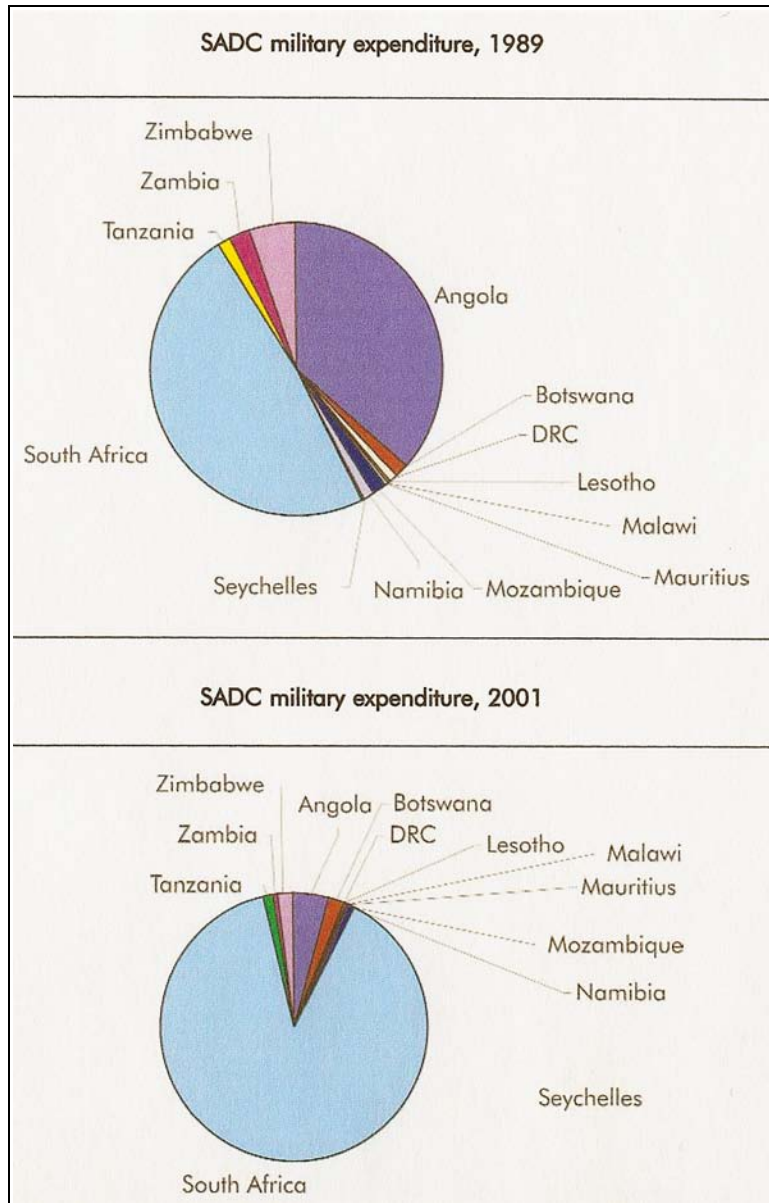 SADC military expenditure, 1989
Zimbabwe
Zambia
Tanzania
Angola
Botswana
DRC
South Africa
Lesotho
Malawi
Mauritius
Seychelles
Namibia
Mozambique
SADC military expenditure, 2001
Zimbabwe
Angola
Botswana
Zambia
DRC
Lesotho
Malawi
Tanzania
Mauritius
Mozambique
Namibia
Seychelles
South Africa